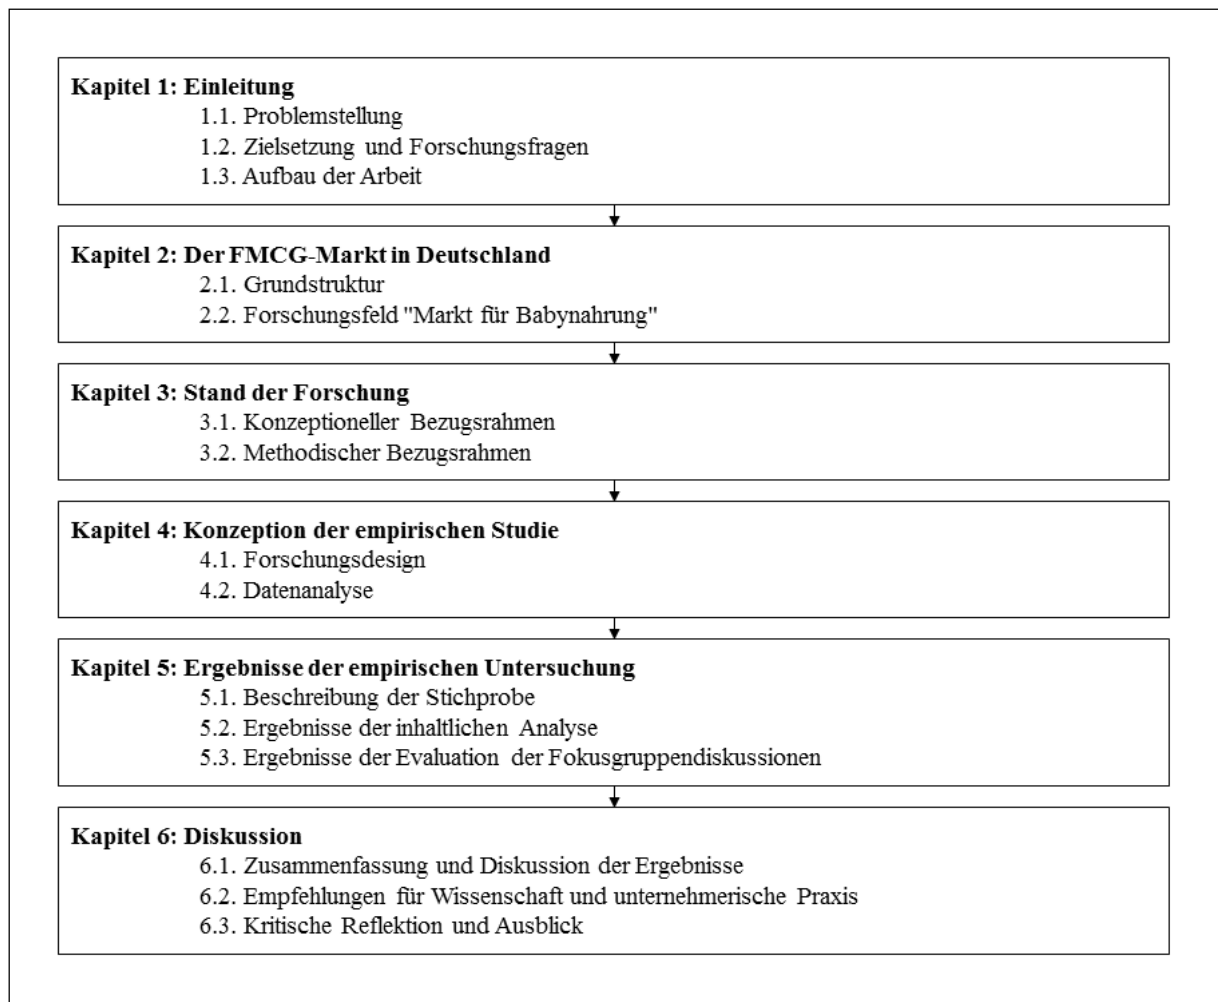 Kapitel 1: Einleitung
1.1. Problemstellung
1.2. Zielsetzung und Forschungsfragen
1.3. Aufbau der Arbeit
Kapitel 2: Der FMCG-Markt in Deutschland
2.1. Grundstruktur
2.2. Forschungsfeld "Markt für Babynahrung"
Kapitel 3: Stand der Forschung
3.1. Konzeptioneller Bezugsrahmen
3.2. Methodischer Bezugsrahmen
Kapitel 4: Konzeption der empirischen Studie
4.1. Forschungsdesign
4.2. Datenanalyse
Kapitel 5: Ergebnisse der empirischen Untersuchung
5.1. Beschreibung der Stichprobe
5.2. Ergebnisse der inhaltlichen Analyse
5.3. Ergebnisse der Evaluation der Fokusgruppendiskussionen
Kapitel 6: Diskussion
6.1. Zusammenfassung und Diskussion der Ergebnisse
6.2. Empfehlungen für Wissenschaft und unternehmerische Praxis
6.3. Kritische Reflektion und Ausblick